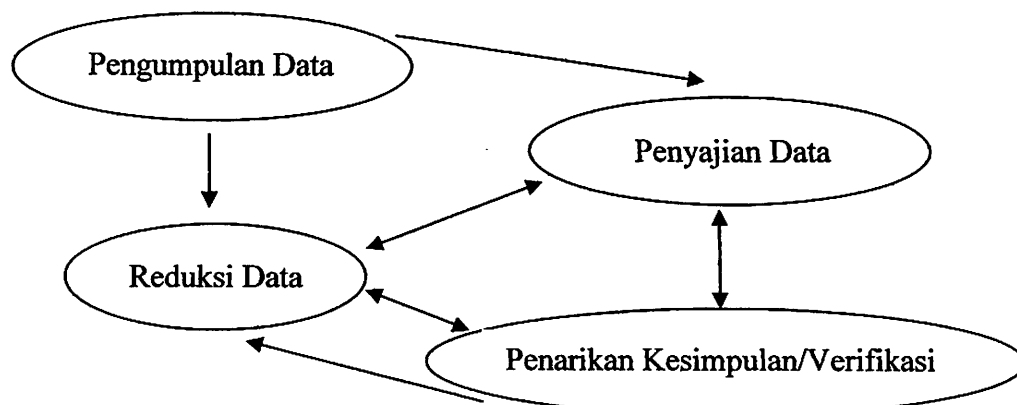 Pengumpulan Data
Penyajian Data
Reduksi Data
Penarikan Kesimpulan/Verifikasi